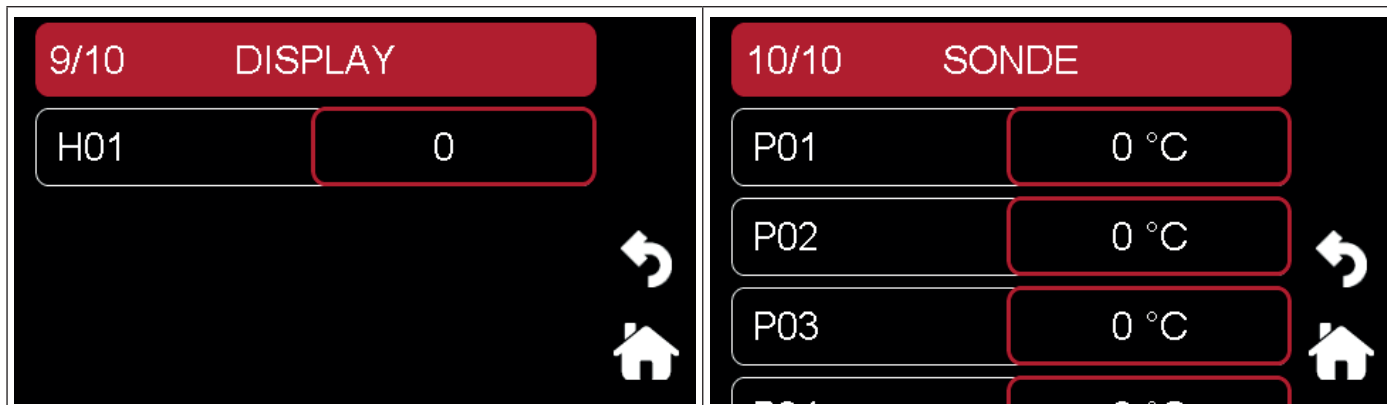 9/10 DISPLAY
H01 0
10/10 SONDE
P01 0 °C
P02 0 °C
P03 0 °C